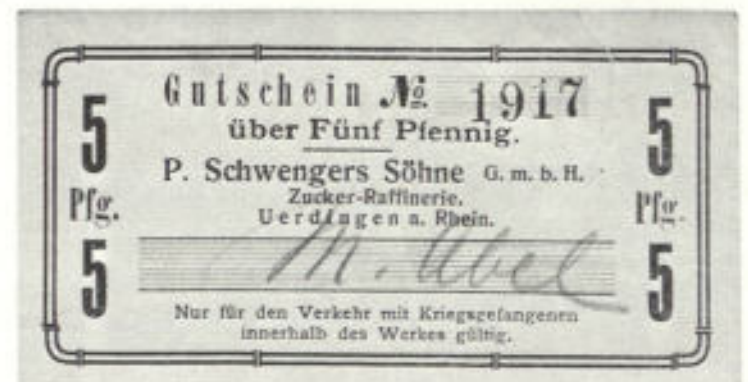 Gutschein № 1917
über Fünf Pfennig.
P. Schwengers Söhne G. m. b. H.
Zucker-Raffinerie.
Uerdingen a. Rhein.
M. Abel
Nur für den Verkehr mit Kriegsgefangenen
innerhalb des Werkes gültig.
5
Pfg.
5
5
Pfg.
5